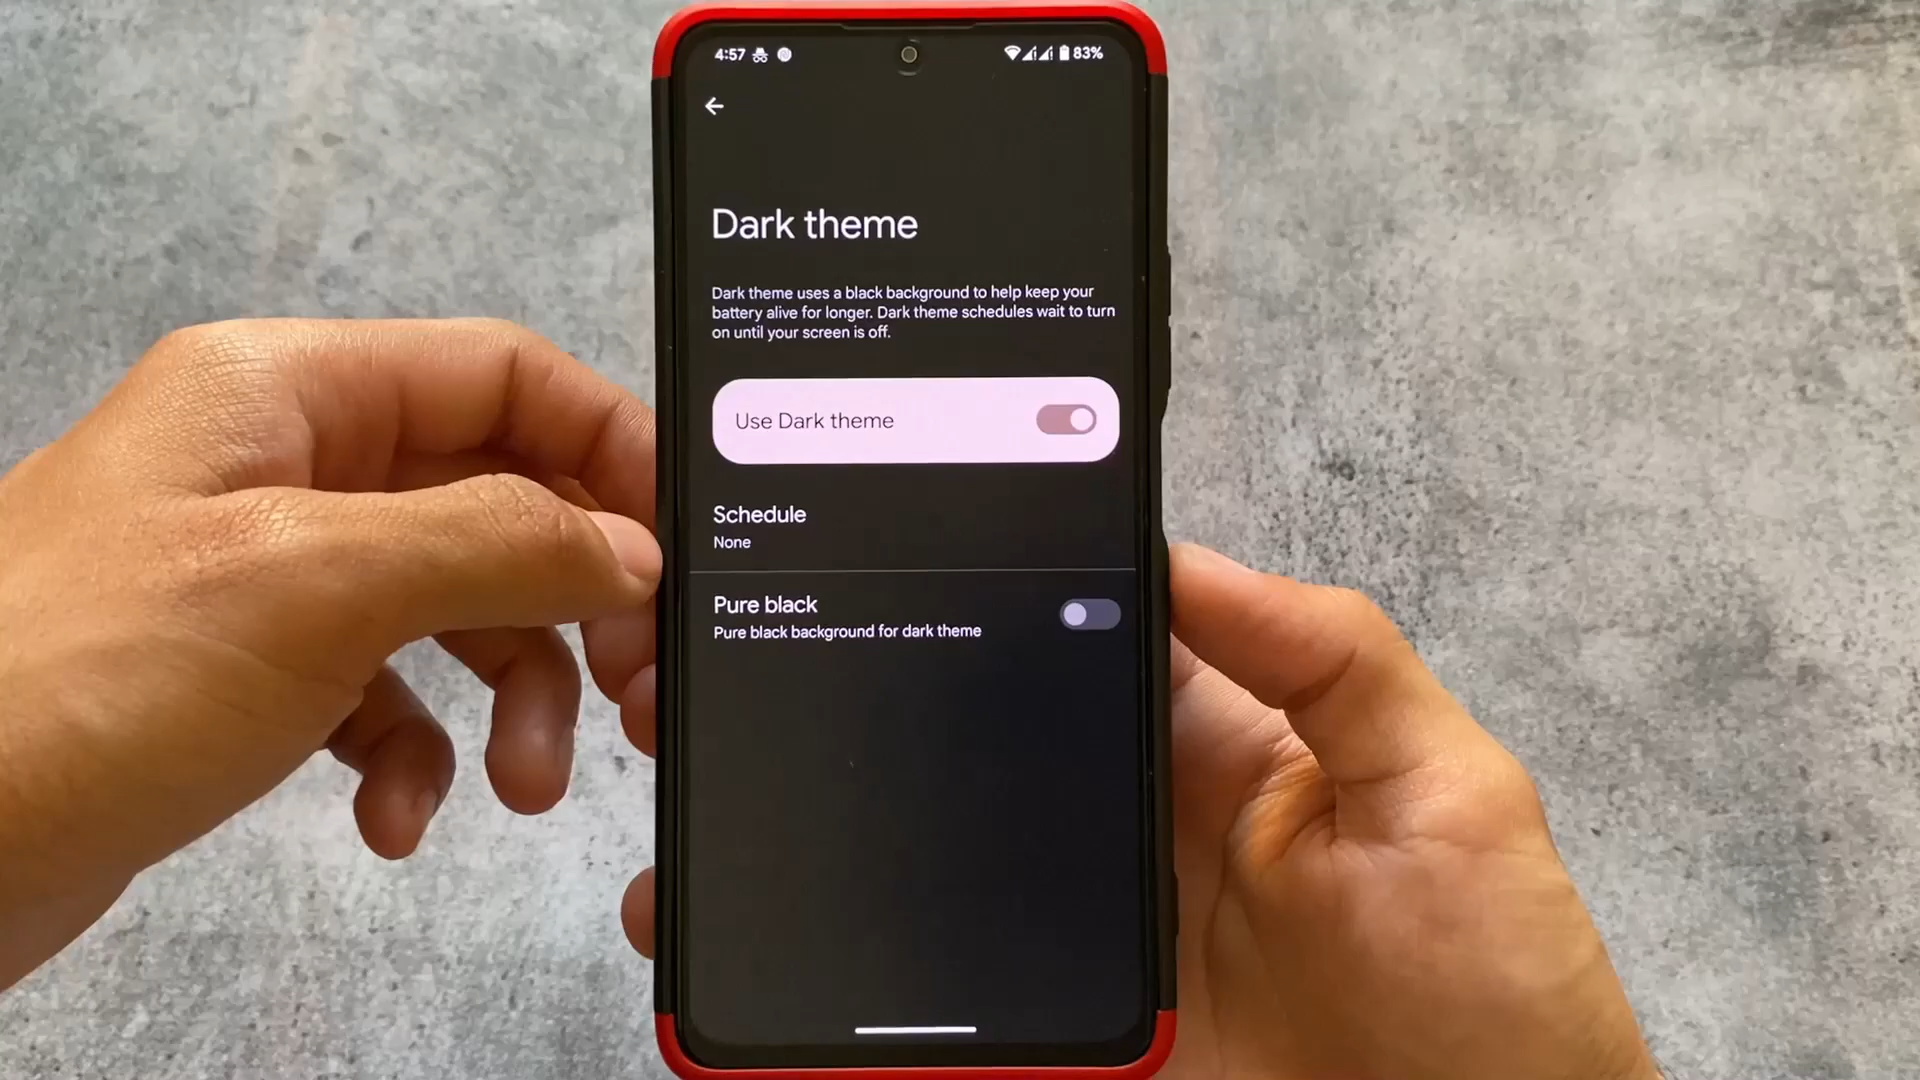 4:57 83%
Dark theme
Dark theme uses a black background to help keep your
battery alive for longer. Dark theme schedules wait to turn
on until your screen is off.
Use Dark theme
Schedule
None
Pure black
Pure black background for dark theme